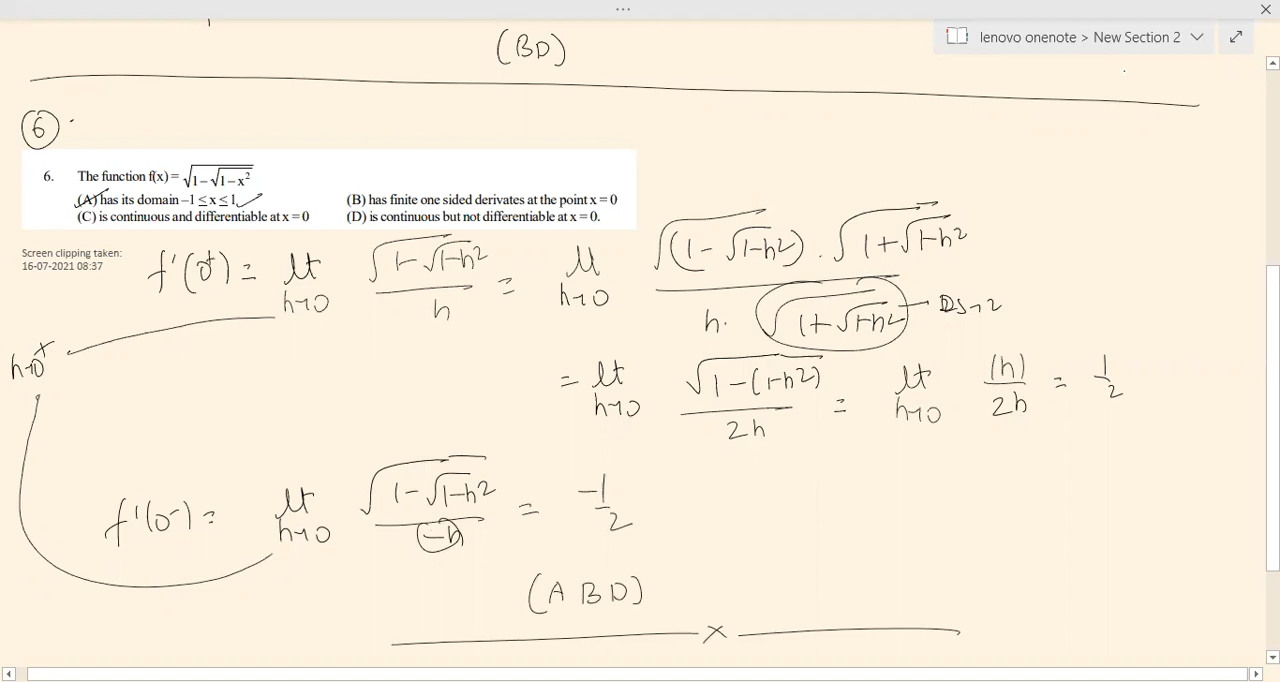 ...
lenovo onenote > New Section 2
(BD)
6
6. The function f(x) = √(1−√(1−x²))
(A) has its domain −1 ≤ x ≤ 1 (B) has finite one sided derivates at the point x = 0
(C) is continuous and differentiable at x = 0 (D) is continuous but not differentiable at x = 0.
Screen clipping taken:
16-07-2021 08:37
f'(0⁺) = lt h→0 √(1−√(1−h²)) / h = lt h→0 √(1−√(1−h²)) . √(1+√(1−h²)) / h. √(1+√(1−h²))
h→0⁺
= lt h→0 √(1−(1−h²)) / 2h = lt h→0 (h) / 2h = 1/2
f'(0⁻) = lt h→0 √(1−√(1−h²)) / −h = −1/2
(ABD)
x